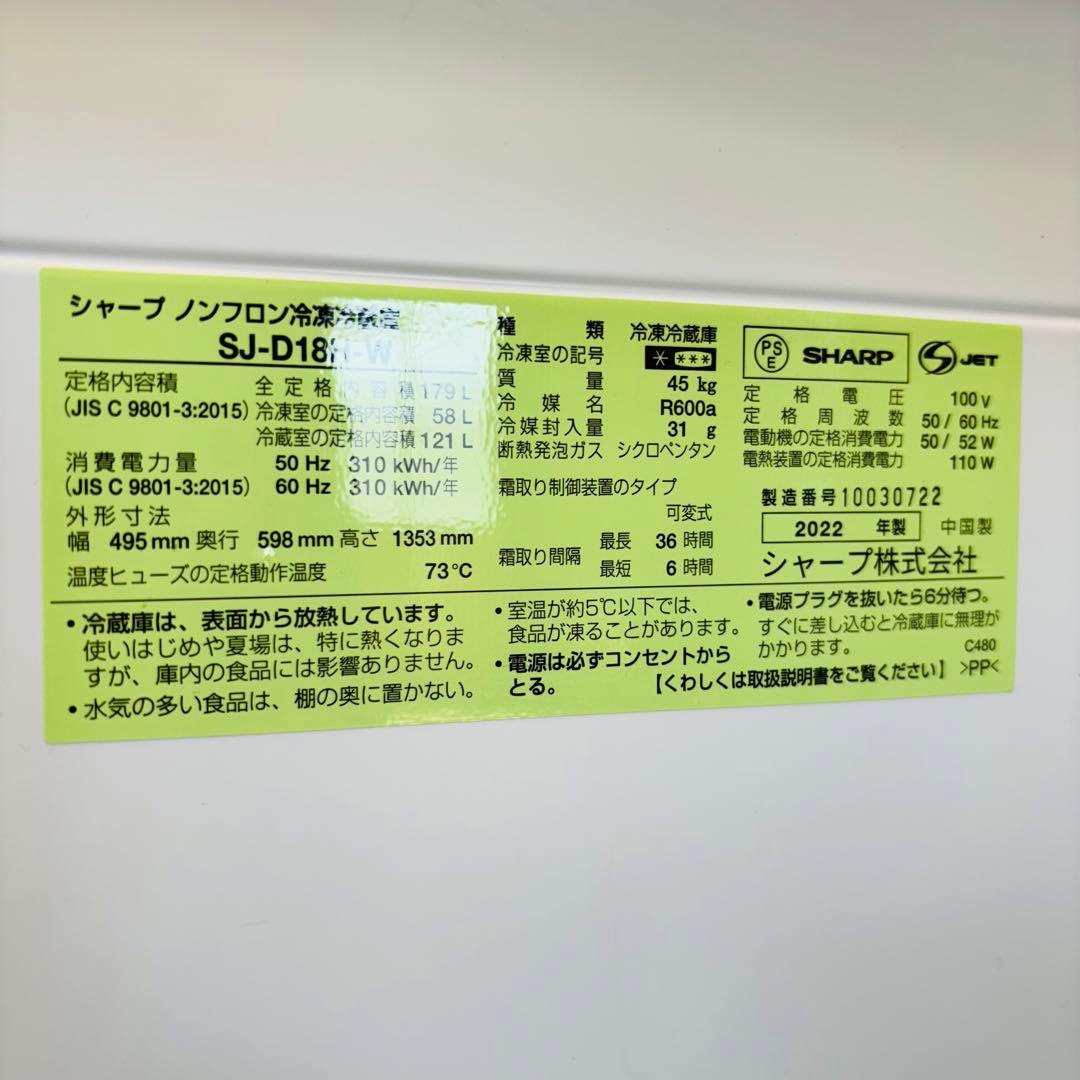 シャープ ノンフロン冷凍冷蔵庫
SJ-D18H-W
定格内容積 全定格内容積 179 L
(JIS C 9801-3:2015) 冷凍室の定格内容積 58 L
冷蔵室の定格内容積 121 L
消費電力量 50 Hz 310 kWh/年
(JIS C 9801-3:2015) 60 Hz 310 kWh/年
外形寸法
幅 495 mm 奥行 598 mm 高さ 1353 mm
温度ヒューズの定格動作温度 73℃
種類 冷凍冷蔵庫
冷凍室の記号 * ***
質量 45 kg
冷媒名 R600a
冷媒封入量 31 g
断熱発泡ガス シクロペンタン
霜取り制御装置のタイプ
可変式
霜取り間隔 最長 36 時間
最短 6 時間
PSE SHARP JET
定格電圧 100 V
定格周波数 50 / 60 Hz
電動機の定格消費電力 50 / 52 W
電熱装置の定格消費電力 110 W
製造番号 10030722
2022 年製 中国製
シャープ株式会社
・冷蔵庫は、表面から放熱しています。
使いはじめや夏場は、特に熱くなりま
すが、庫内の食品には影響ありません。
・水気の多い食品は、棚の奥に置かない。
・室温が約5℃以下では、
食品が凍ることがあります。
・電源は必ずコンセントから
とる。
・電源プラグを抜いたら6分待つ。
すぐに差し込むと冷蔵庫に無理が
かかります。 C480
【くわしくは取扱説明書をご覧ください】 >PP<